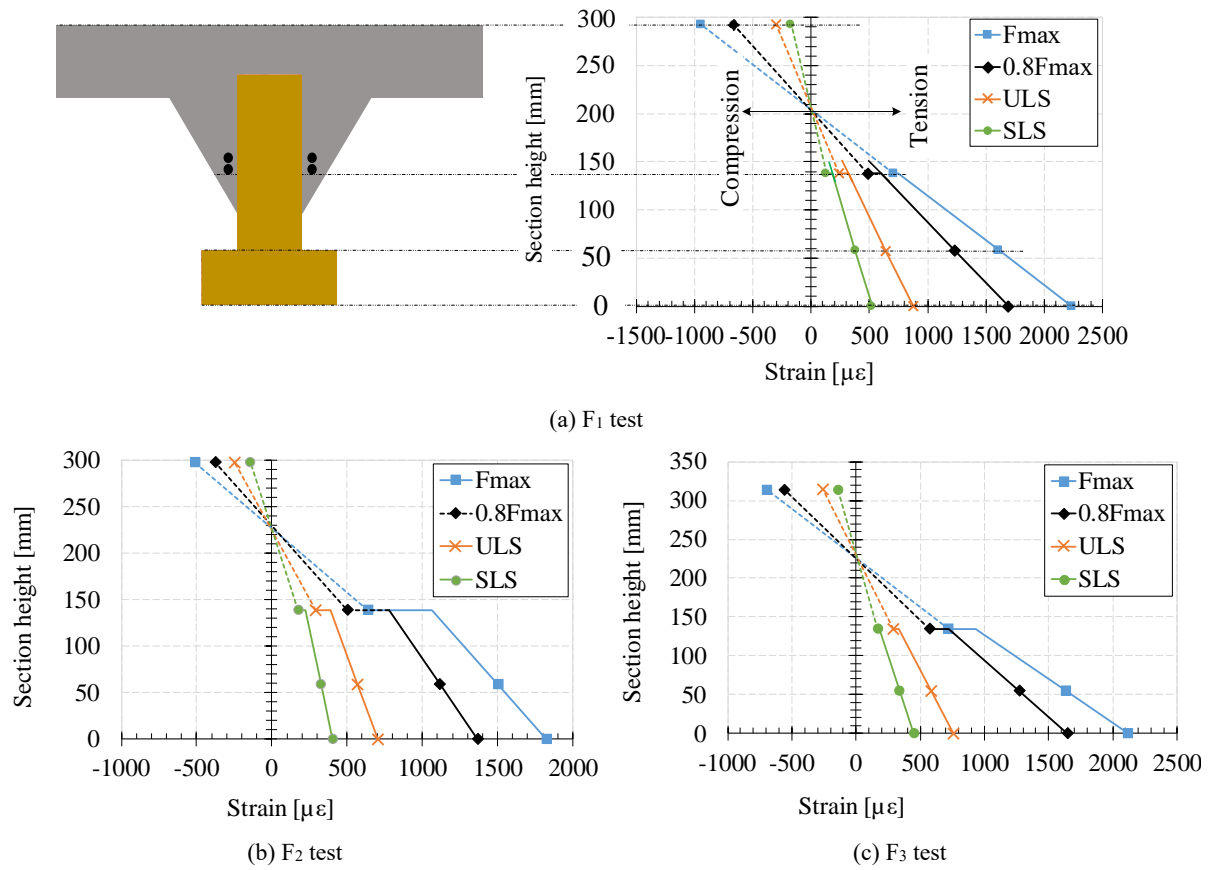 300
250
200
150
100
50
0
Section height [mm]
Compression
Tension
Fmax
0.8Fmax
ULS
SLS
-1500 -1000 -500 0 500 1000 1500 2000 2500
Strain [με]
(a) F₁ test
300
250
200
150
100
50
0
Section height [mm]
Fmax
0.8Fmax
ULS
SLS
-1000 -500 0 500 1000 1500 2000
Strain [με]
(b) F₂ test
350
300
250
200
150
100
50
0
Section height [mm]
Fmax
0.8Fmax
ULS
SLS
-1000 -500 0 500 1000 1500 2000 2500
Strain [με]
(c) F₃ test